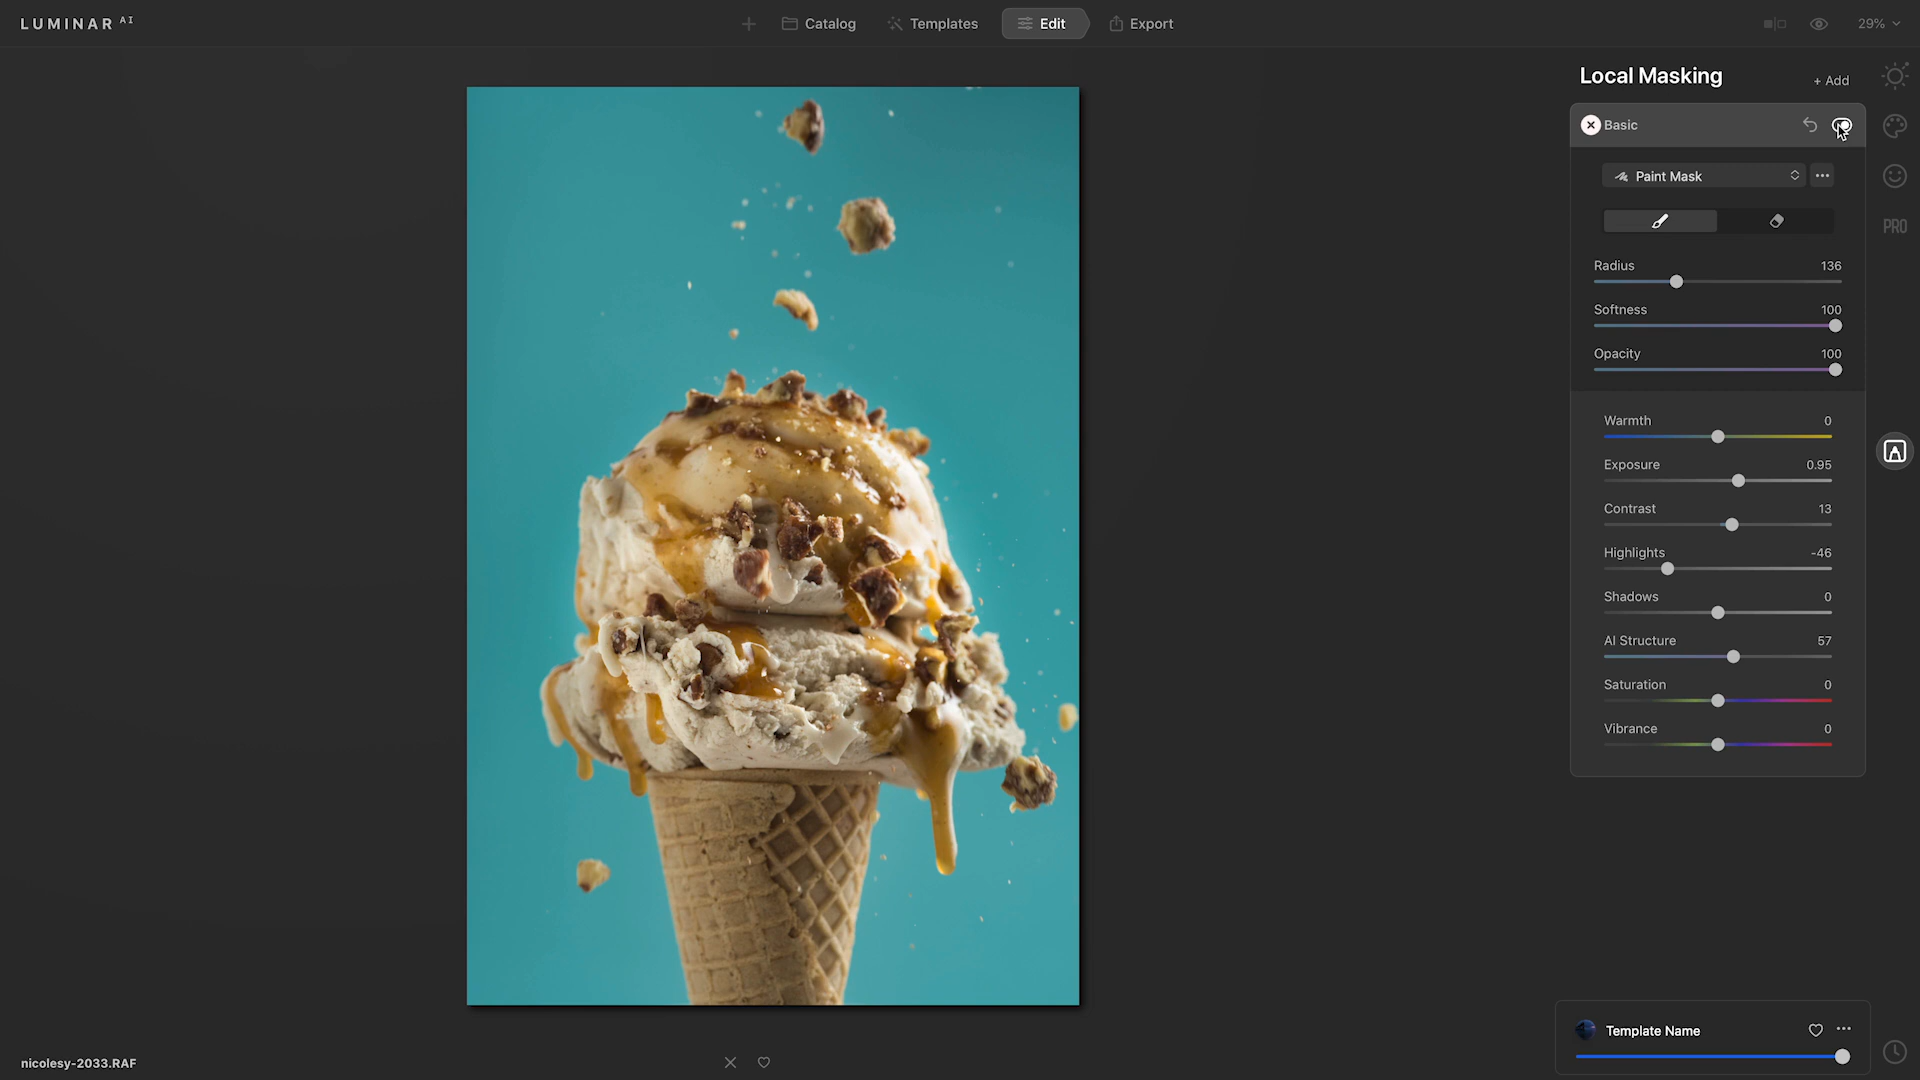 LUMINAR AI
Catalog
Templates
Edit
Export
29%
Local Masking
+ Add
Basic
Paint Mask
PRO
Radius 136
Softness 100
Opacity 100
Warmth 0
Exposure 0.95
Contrast 13
Highlights -46
Shadows 0
AI Structure 57
Saturation 0
Vibrance 0
Template Name
nicolesy-2033.RAF